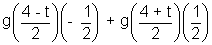 g(4 - t/2)(- 1/2) + g(4 + t/2)(1/2)